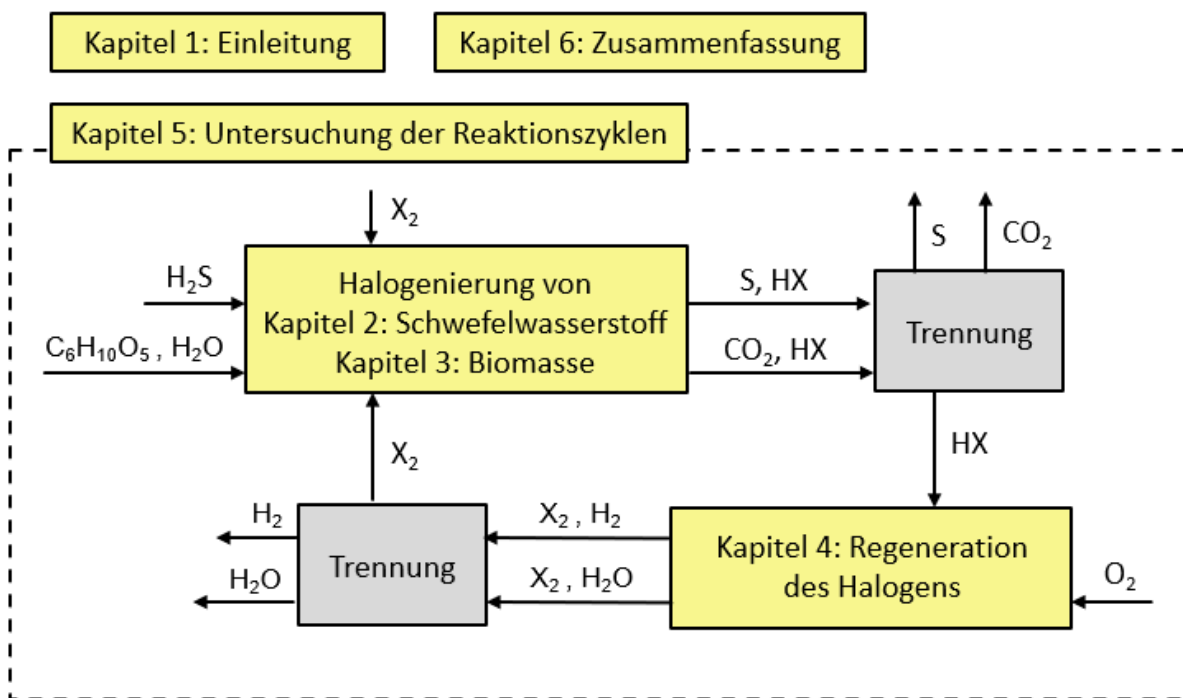 Kapitel 1: Einleitung
Kapitel 6: Zusammenfassung
Kapitel 5: Untersuchung der Reaktionszyklen
X₂
S
CO₂
H₂S
Halogenierung von
Kapitel 2: Schwefelwasserstoff
Kapitel 3: Biomasse
S, HX
Trennung
C₆H₁₀O₅ , H₂O
CO₂, HX
X₂
HX
H₂
Trennung
X₂ , H₂
Kapitel 4: Regeneration
des Halogens
O₂
H₂O
X₂ , H₂O